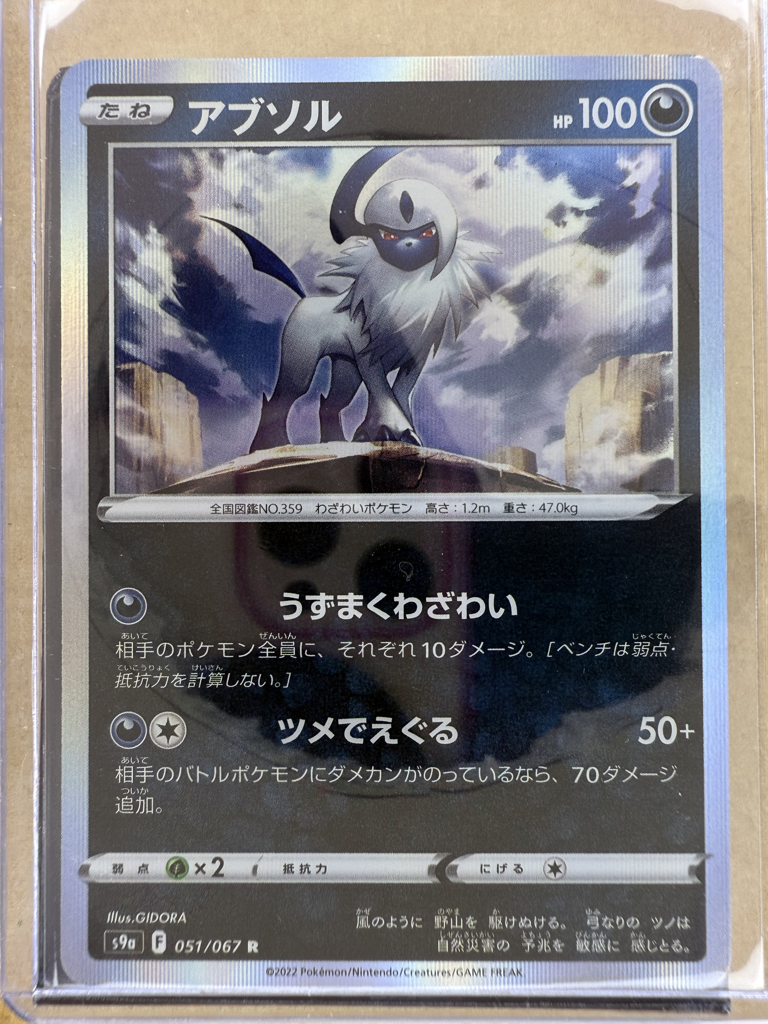 たね アブソル HP 100
全国図鑑NO.359 わざわいポケモン 高さ：1.2m 重さ：47.0kg
うずまくわざわい
あいて ぜんいん じゃくてん
相手のポケモン全員に、それぞれ10ダメージ。[ベンチは弱点・
ていこうりょく けいさん
抵抗力を計算しない。]
ツメでえぐる 50+
あいて
相手のバトルポケモンにダメカンがのっているなら、70ダメージ
ついか
追加。
弱点 ×2 抵抗力 にげる
Illus.GIDORA
かぜ のやま か ゆみ
風のように 野山を 駆けぬける。弓なりの ツノは
しぜんさいがい よちょう びんかん かん
自然災害の 予兆を 敏感に 感じとる。
s9a F 051/067 R
©2022 Pokémon/Nintendo/Creatures/GAME FREAK